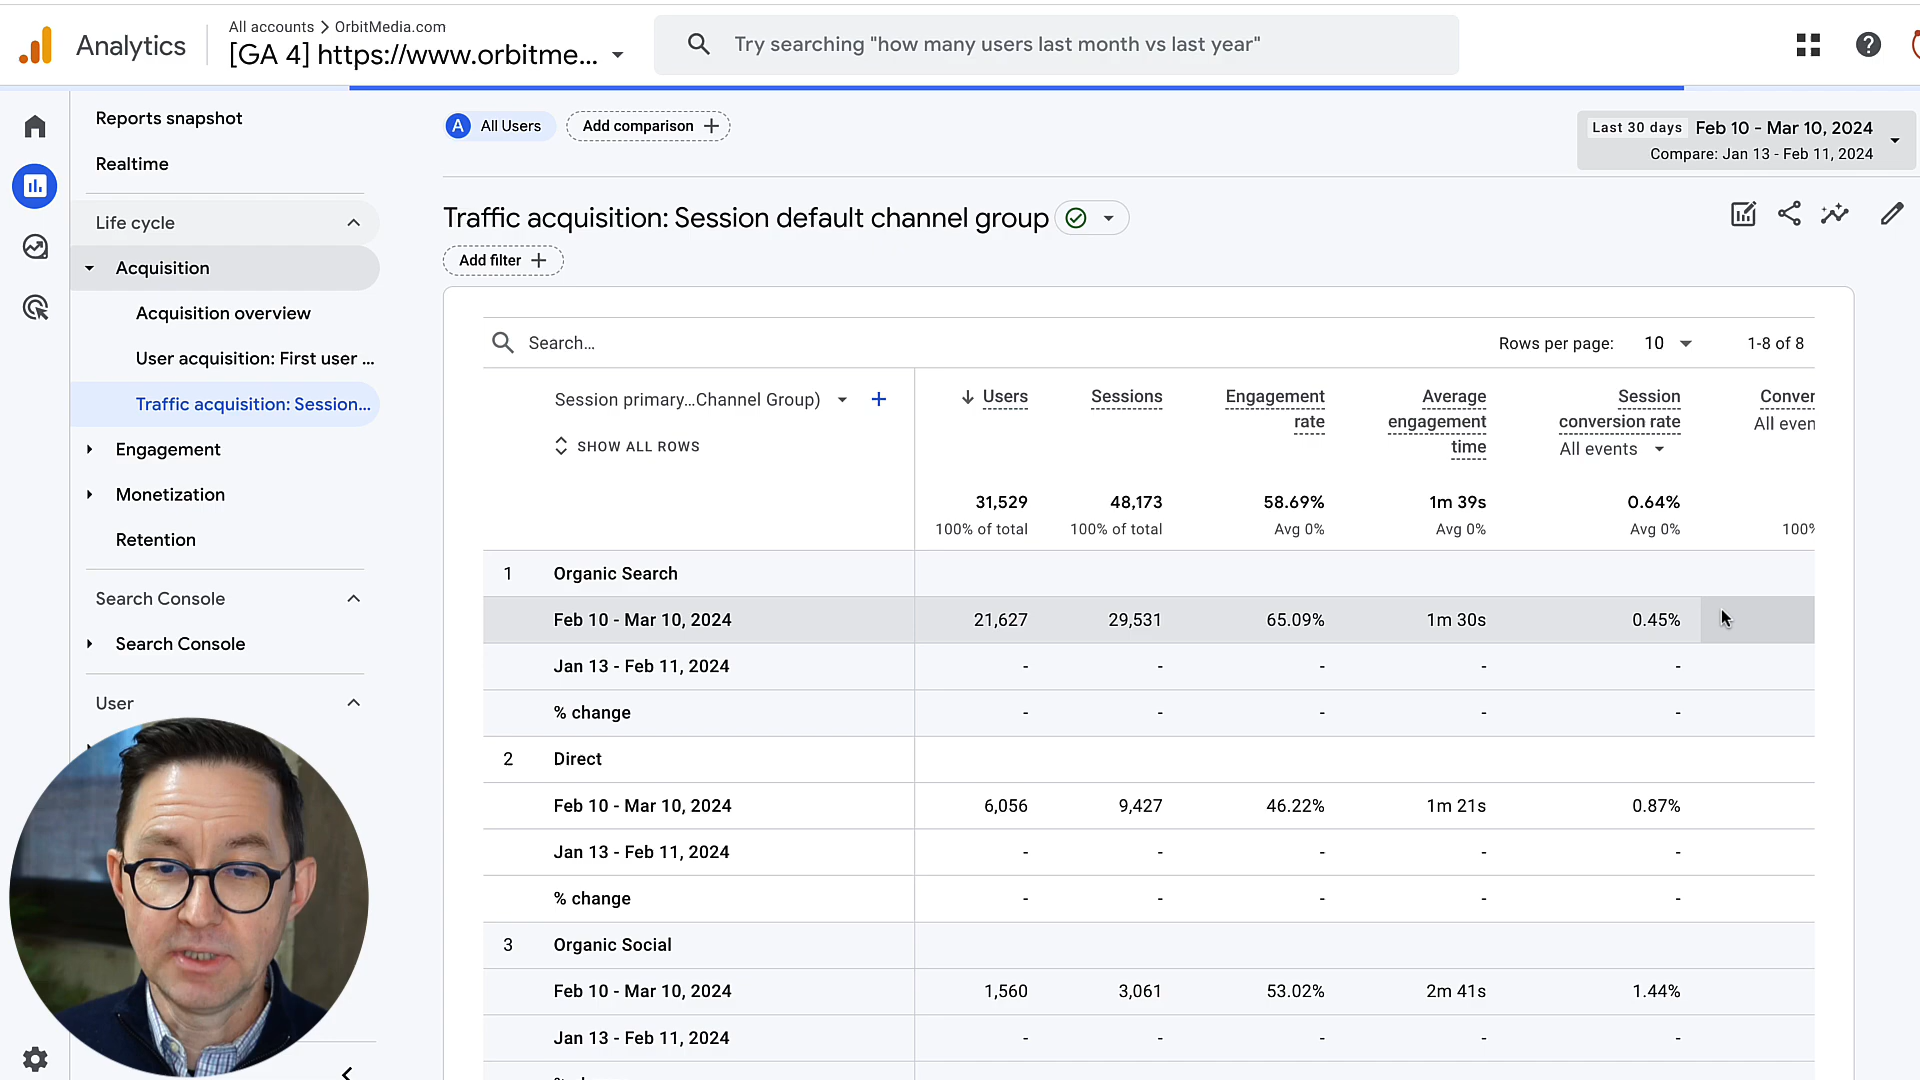 All accounts > OrbitMedia.com
Analytics
[GA 4] https://www.orbitme...
Try searching "how many users last month vs last year"
Reports snapshot
Realtime
Life cycle
Acquisition
Acquisition overview
User acquisition: First user ...
Traffic acquisition: Session...
Engagement
Monetization
Retention
Search Console
Search Console
User
A All Users
Add comparison +
Last 30 days Feb 10 - Mar 10, 2024
Compare: Jan 13 - Feb 11, 2024
Traffic acquisition: Session default channel group
Add filter +
Search...
Rows per page: 10 1-8 of 8
Session primary...Channel Group) +
SHOW ALL ROWS
Users
Sessions
Engagement
rate
Average
engagement
time
Session
conversion rate
All events
Conver
All even
31,529 48,173 58.69% 1m 39s 0.64%
100% of total 100% of total Avg 0% Avg 0% Avg 0% 100%
1 Organic Search
Feb 10 - Mar 10, 2024 21,627 29,531 65.09% 1m 30s 0.45%
Jan 13 - Feb 11, 2024 - - - - -
% change - - - - -
2 Direct
Feb 10 - Mar 10, 2024 6,056 9,427 46.22% 1m 21s 0.87%
Jan 13 - Feb 11, 2024 - - - - -
% change - - - - -
3 Organic Social
Feb 10 - Mar 10, 2024 1,560 3,061 53.02% 2m 41s 1.44%
Jan 13 - Feb 11, 2024 - - - - -